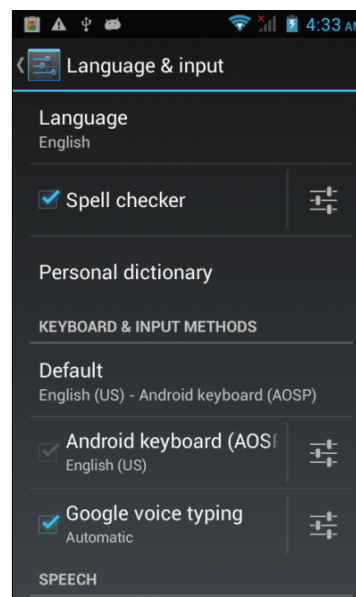 4:33 AM
Language & input
Language
English
Spell checker
Personal dictionary
KEYBOARD & INPUT METHODS
Default
English (US) - Android keyboard (AOSP)
Android keyboard (AOSP
English (US)
Google voice typing
Automatic
SPEECH